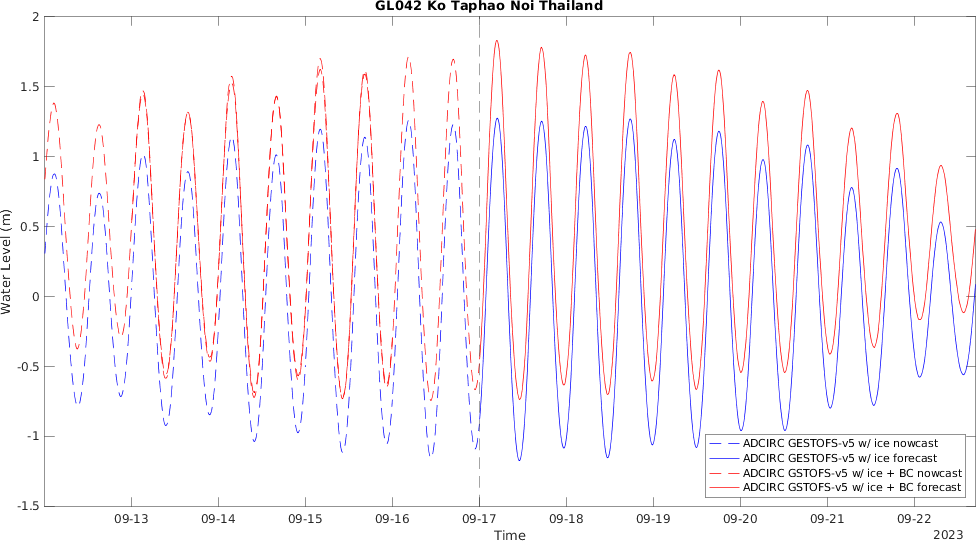 GL042 Ko Taphao Noi Thailand
2
1.5
1
0.5
0
-0.5
-1
-1.5
Water Level (m)
09-13 09-14 09-15 09-16 09-17 09-18 09-19 09-20 09-21 09-22
Time
2023
ADCIRC GESTOFS-v5 w/ ice nowcast
ADCIRC GESTOFS-v5 w/ ice forecast
ADCIRC GSTOFS-v5 w/ ice + BC nowcast
ADCIRC GSTOFS-v5 w/ ice + BC forecast